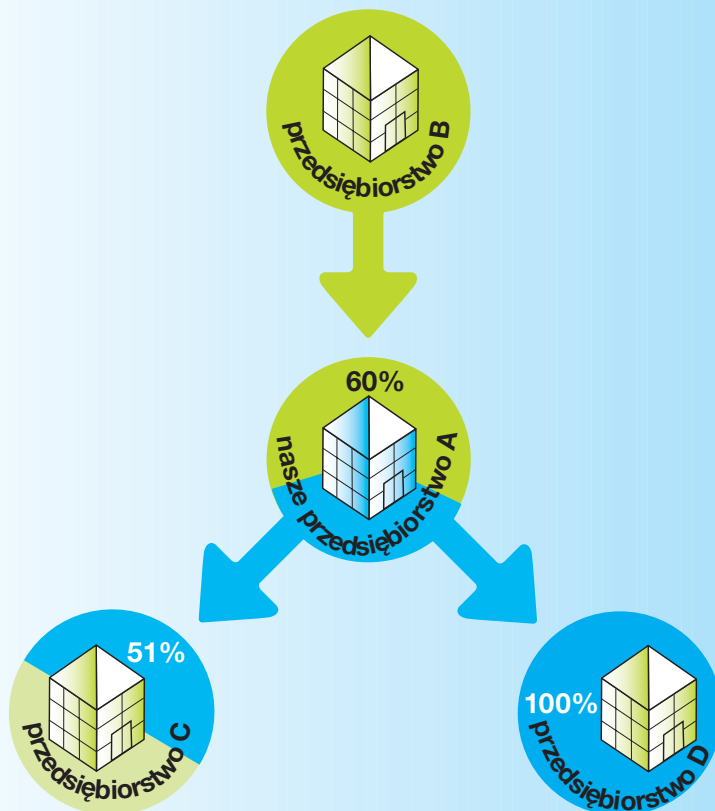 przedsiębiorstwo B
60%
nasze przedsiębiorstwo A
51%
przedsiębiorstwo C
100%
przedsiębiorstwo D